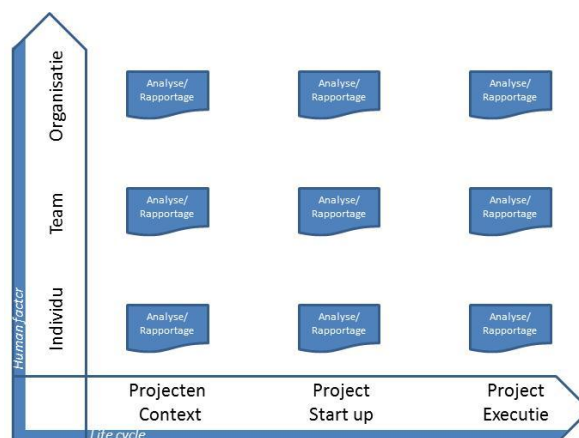 Organisatie
Analyse/
Rapportage
Analyse/
Rapportage
Analyse/
Rapportage
Team
Analyse/
Rapportage
Analyse/
Rapportage
Analyse/
Rapportage
Individu
Analyse/
Rapportage
Analyse/
Rapportage
Analyse/
Rapportage
Human factor
Projecten
Context
Project
Start up
Project
Executie
Life cycle